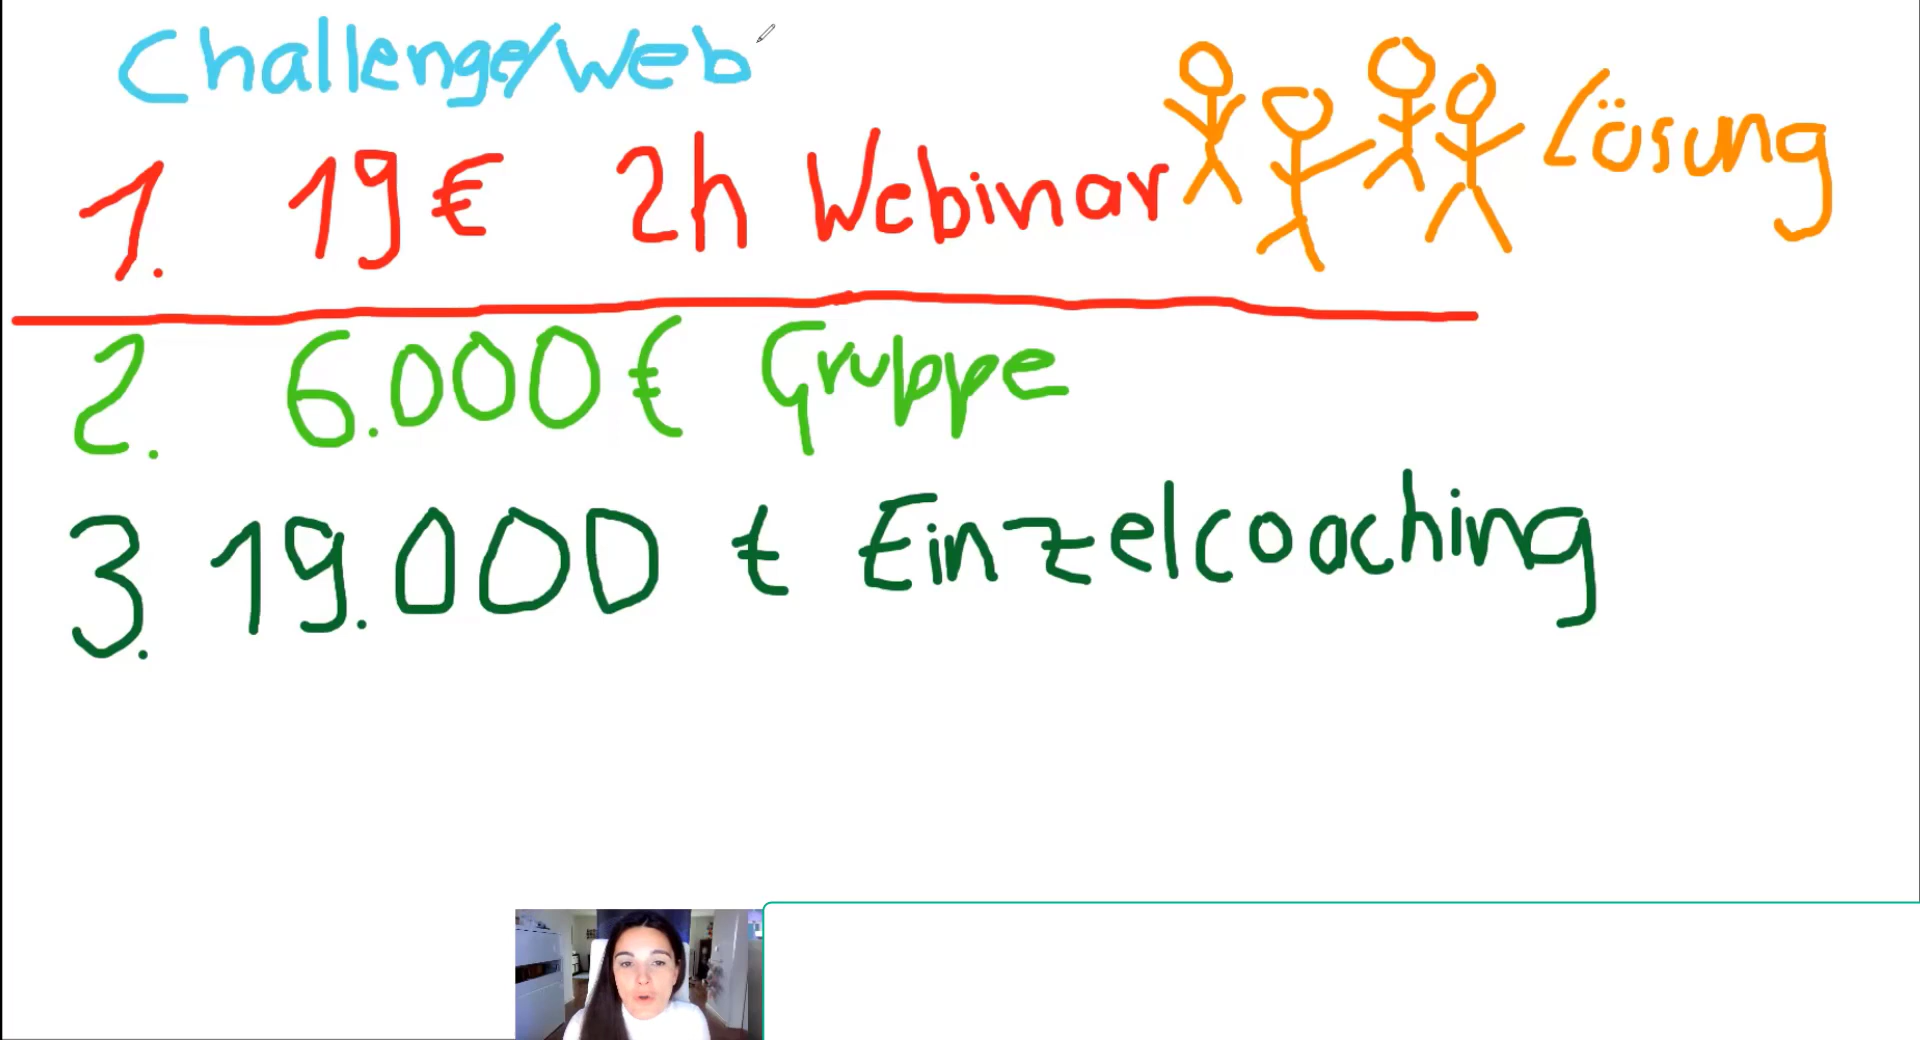 Challenge/Web
1. 19€ 2h Webinar Lösung
2. 6.000€ Gruppe
3. 19.000 € Einzelcoaching